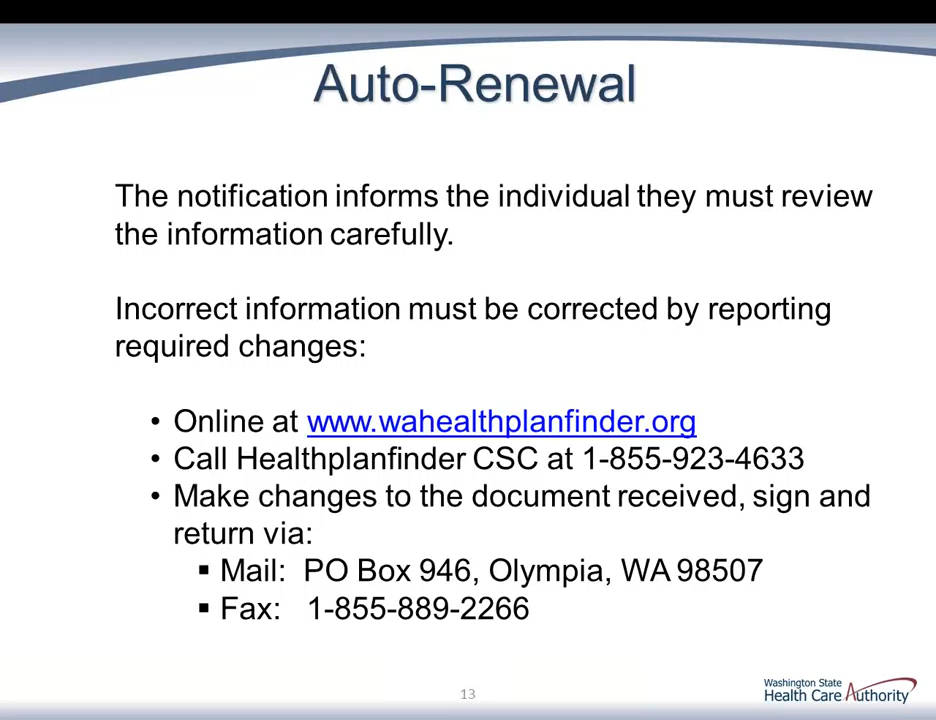 Auto-Renewal
The notification informs the individual they must review
the information carefully.
Incorrect information must be corrected by reporting
required changes:
• Online at www.wahealthplanfinder.org
• Call Healthplanfinder CSC at 1-855-923-4633
• Make changes to the document received, sign and
return via:
▪ Mail: PO Box 946, Olympia, WA 98507
▪ Fax: 1-855-889-2266
13
Washington State
Health Care Authority